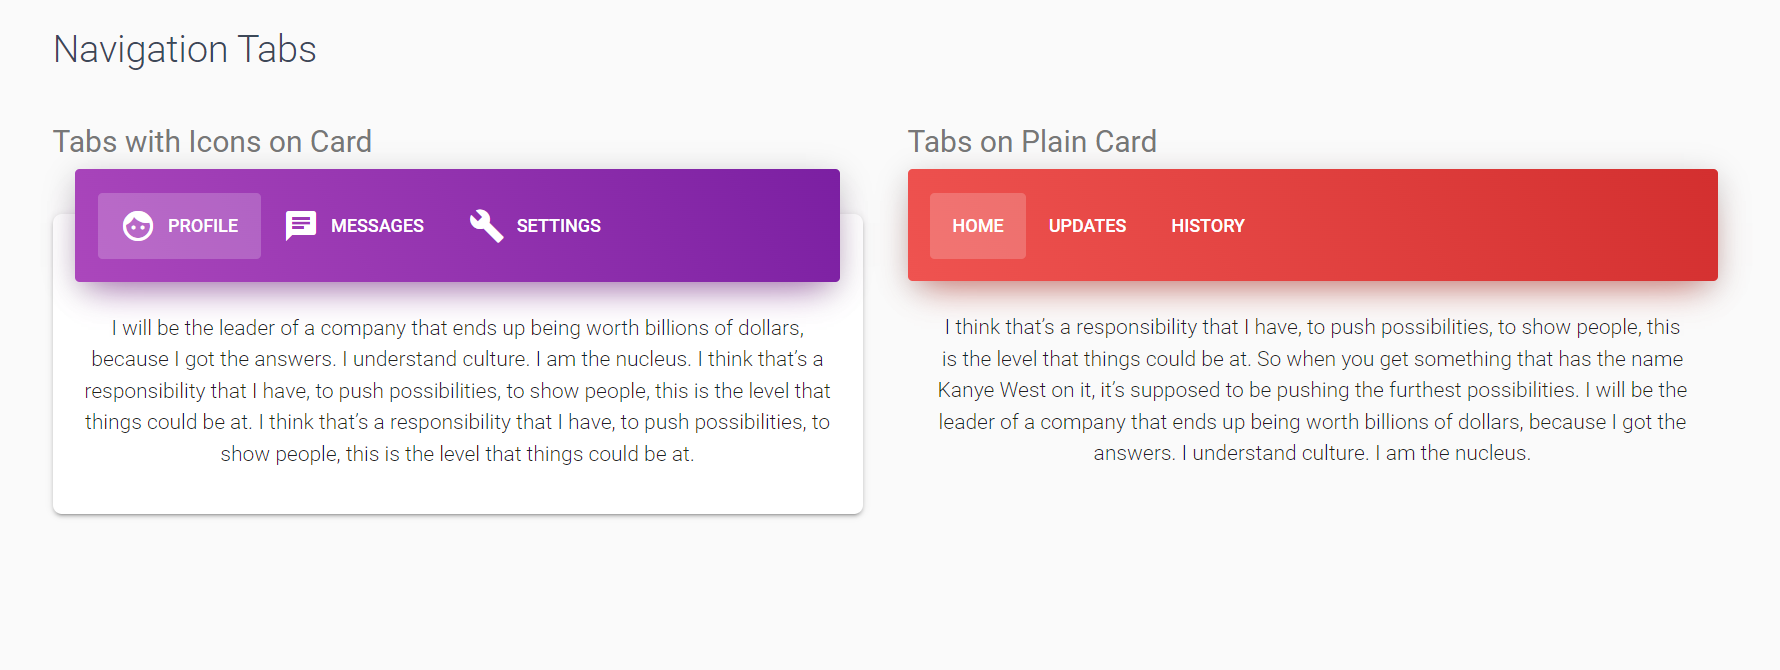 Navigation Tabs
Tabs with Icons on Card
PROFILE MESSAGES SETTINGS
I will be the leader of a company that ends up being worth billions of dollars,
because I got the answers. I understand culture. I am the nucleus. I think that’s a
responsibility that I have, to push possibilities, to show people, this is the level that
things could be at. I think that’s a responsibility that I have, to push possibilities, to
show people, this is the level that things could be at.
Tabs on Plain Card
HOME UPDATES HISTORY
I think that’s a responsibility that I have, to push possibilities, to show people, this
is the level that things could be at. So when you get something that has the name
Kanye West on it, it’s supposed to be pushing the furthest possibilities. I will be the
leader of a company that ends up being worth billions of dollars, because I got the
answers. I understand culture. I am the nucleus.